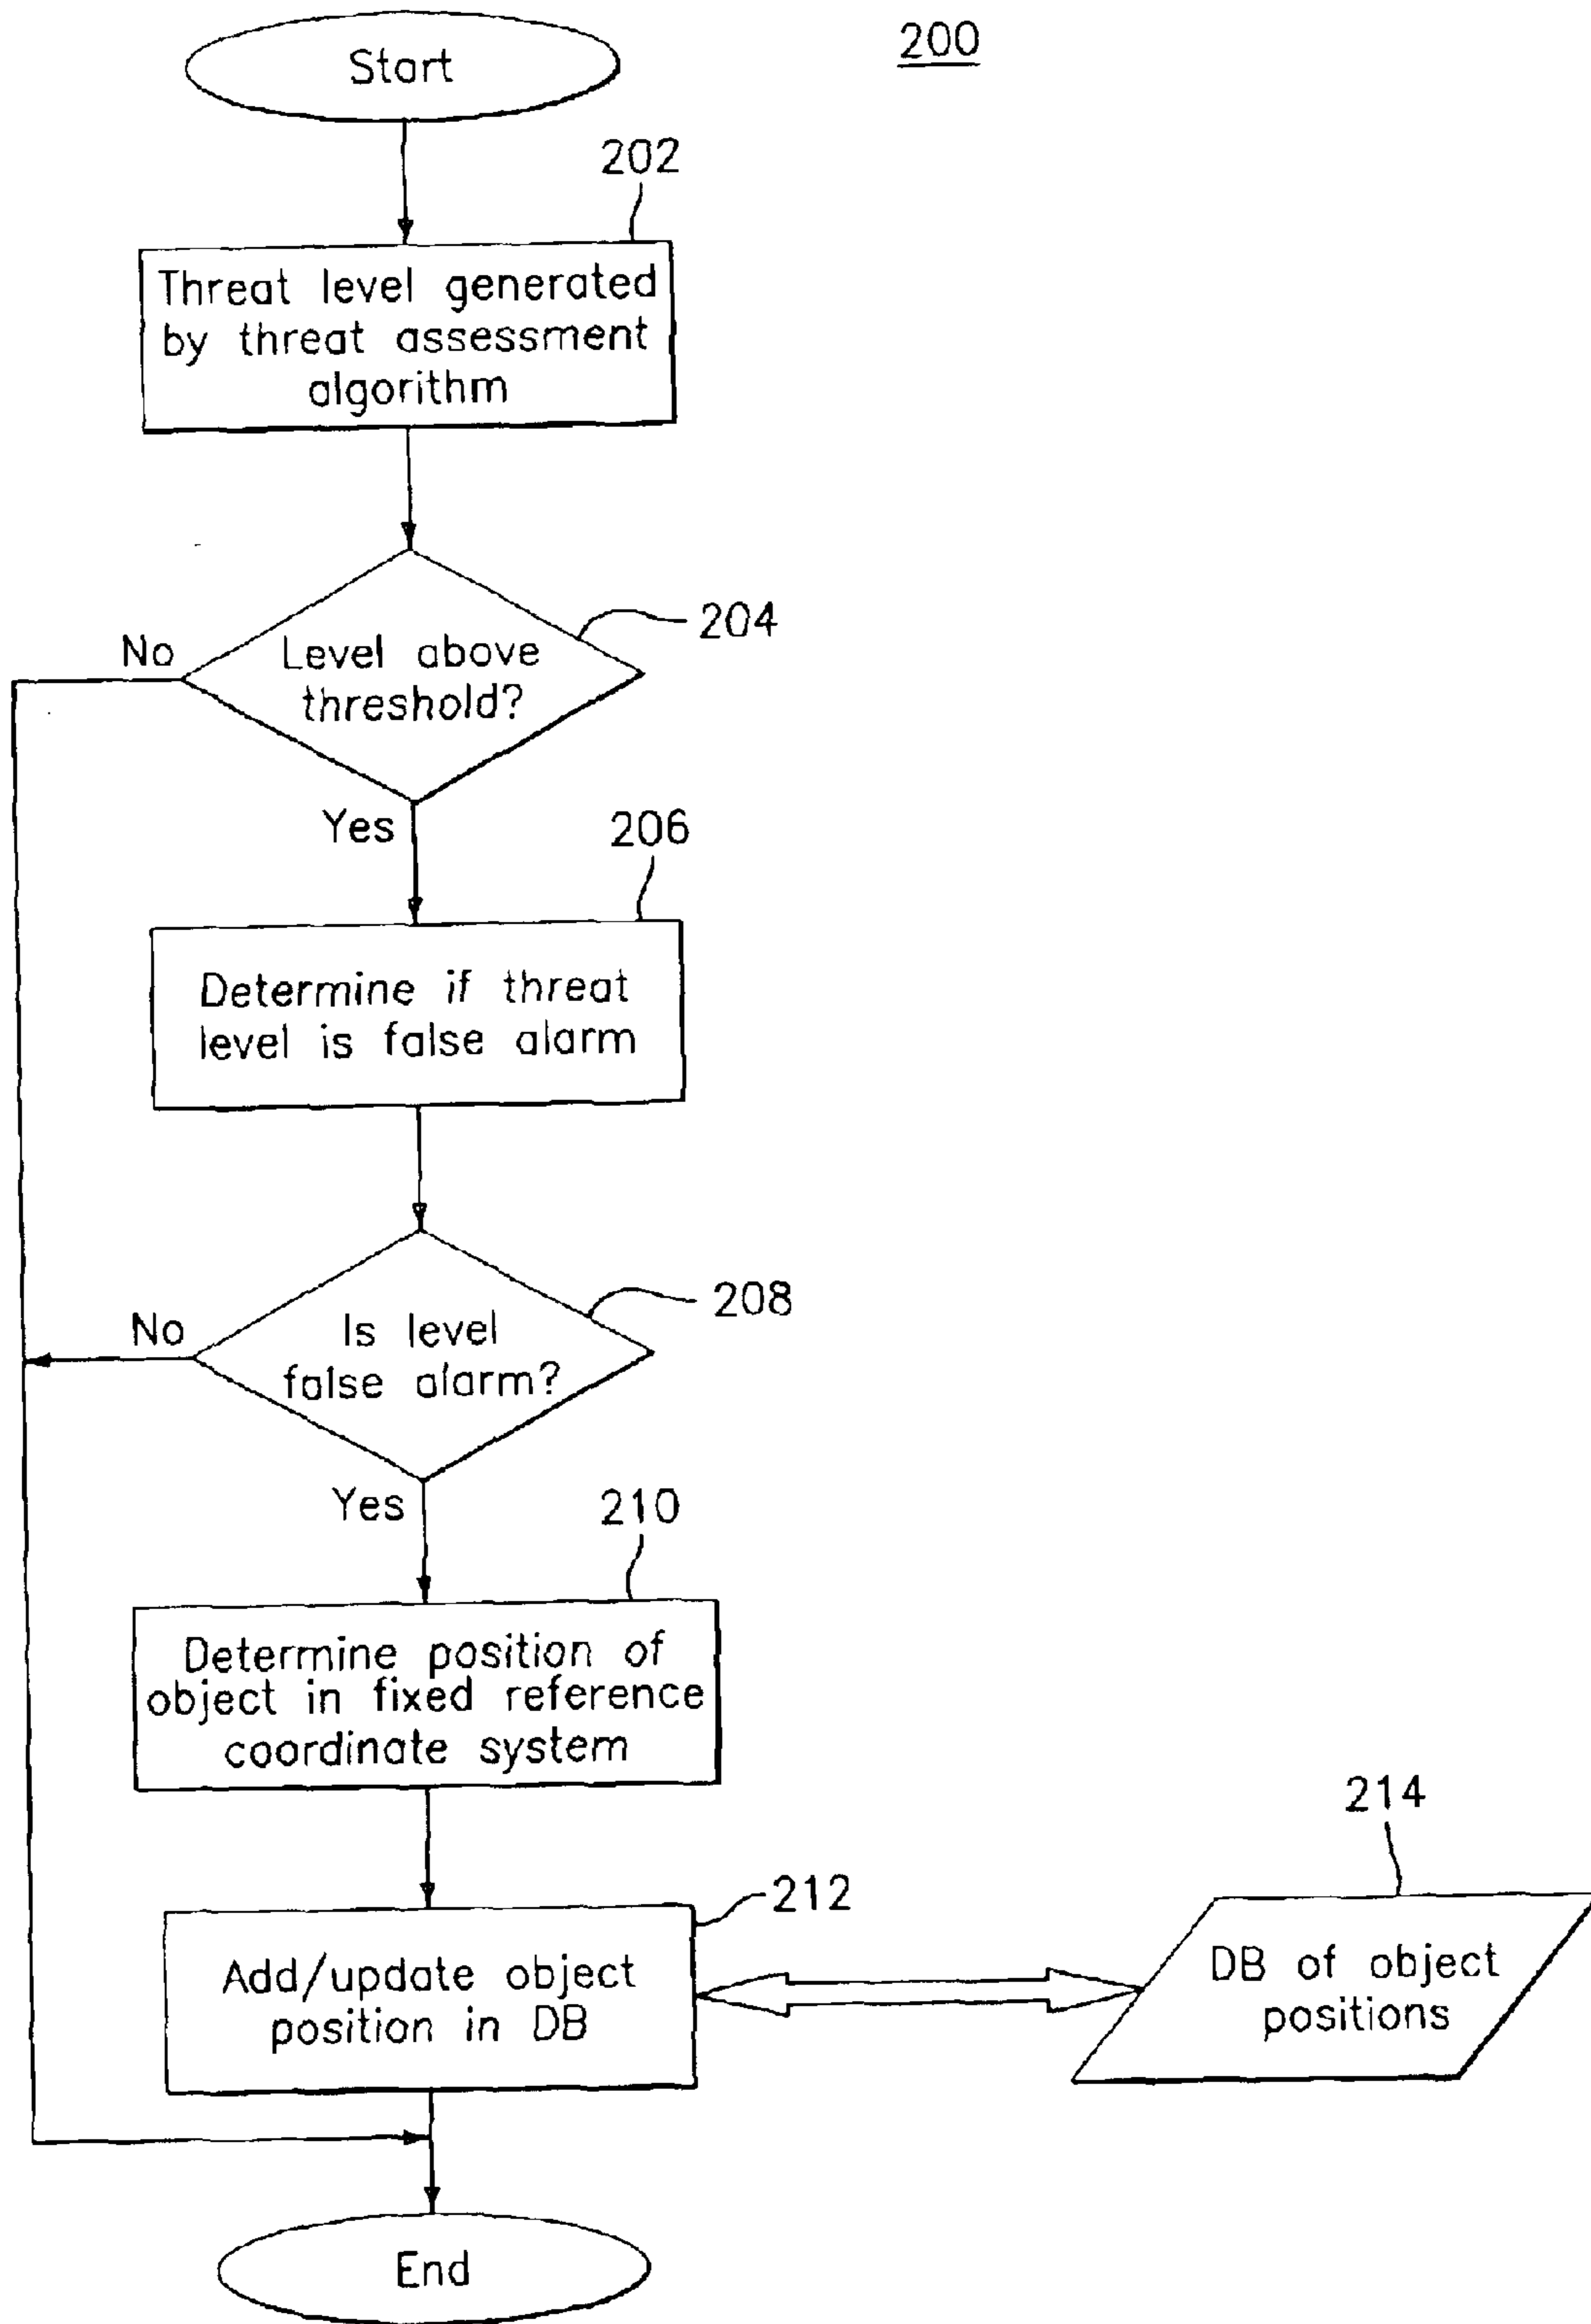 200
Start
202
Threat level generated
by threat assessment
algorithm
204
No
Level above
threshold?
Yes
206
Determine if threat
level is false alarm
208
No
Is level
false alarm?
Yes
210
Determine position of
object in fixed reference
coordinate system
214
212
Add/update object
position in DB
DB of object
positions
End